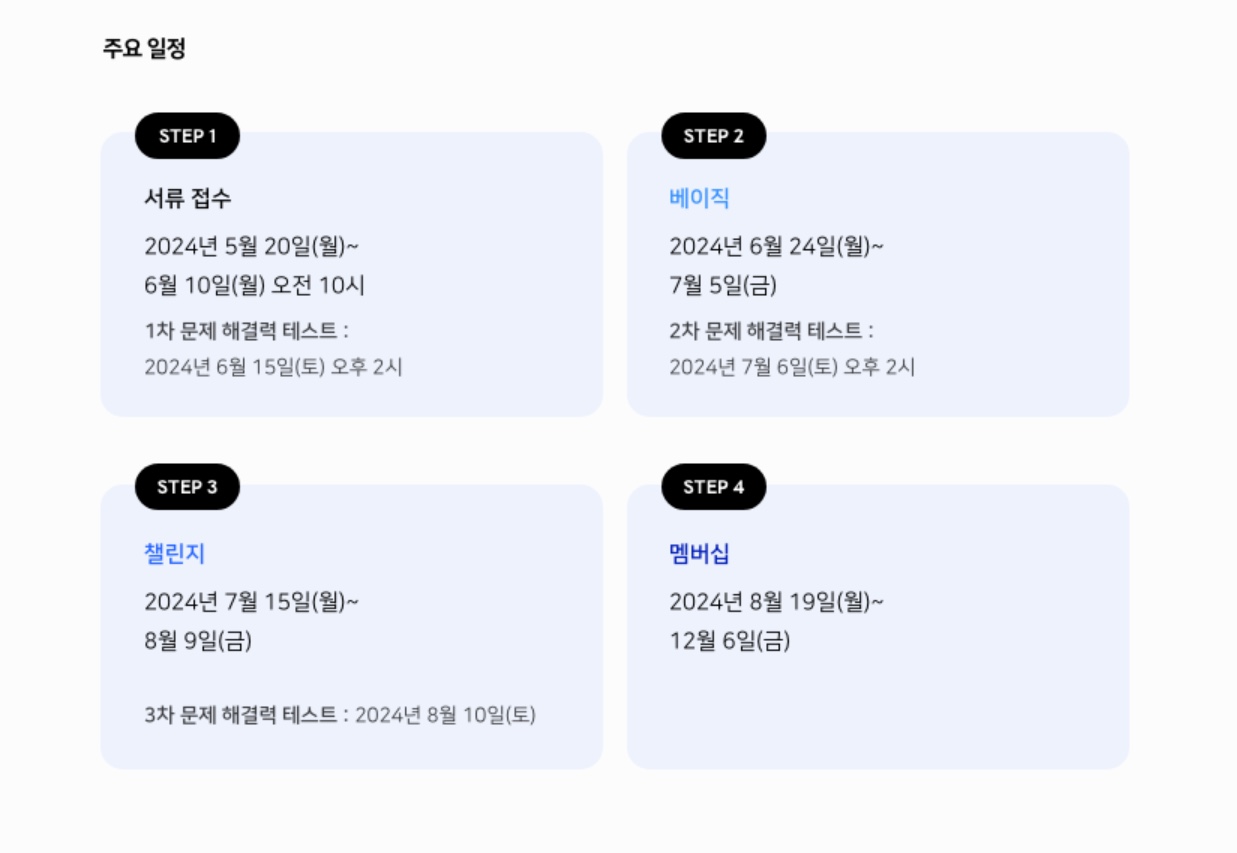 주요 일정
STEP 1
서류 접수
2024년 5월 20일(월)~
6월 10일(월) 오전 10시
1차 문제 해결력 테스트 :
2024년 6월 15일(토) 오후 2시
STEP 2
베이직
2024년 6월 24일(월)~
7월 5일(금)
2차 문제 해결력 테스트 :
2024년 7월 6일(토) 오후 2시
STEP 3
챌린지
2024년 7월 15일(월)~
8월 9일(금)
3차 문제 해결력 테스트 : 2024년 8월 10일(토)
STEP 4
멤버십
2024년 8월 19일(월)~
12월 6일(금)